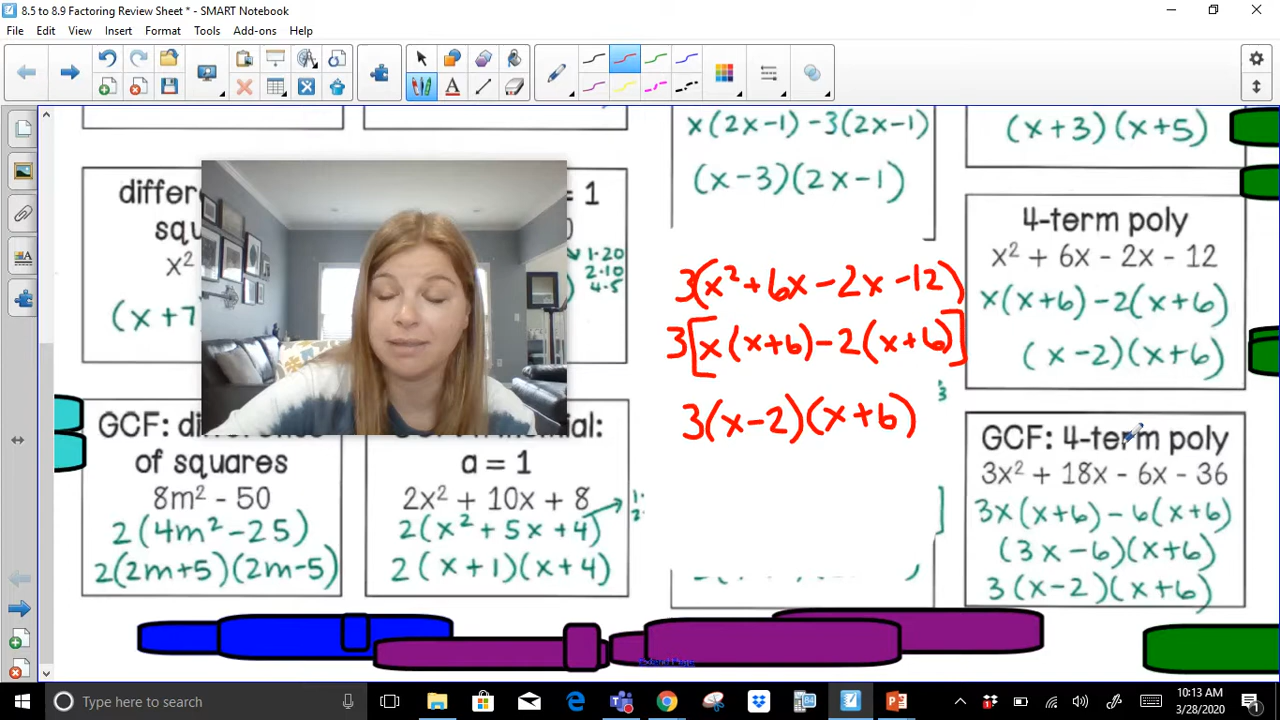 8.5 to 8.9 Factoring Review Sheet * - SMART Notebook
File Edit View Insert Format Tools Add-ons Help
differ
squ
x²
(x + 7
= 1
1·20
2·10
4·5
GCF: di
of squares
8m² - 50
2(4m² - 25)
2(2m+5)(2m-5)
al:
a = 1
2x² + 10x + 8
2(x² + 5x + 4)
2(x + 1)(x + 4)
1·
2·
x(2x-1) -3(2x-1)
(x-3)(2x-1)
3(x² + 6x - 2x - 12)
3[x(x+6) - 2(x+6)]
3(x-2)(x+6)
3
(x+3)(x+5)
4-term poly
x² + 6x - 2x - 12
x(x+6) - 2(x+6)
(x-2)(x+6)
GCF: 4-term poly
3x² + 18x - 6x - 36
3x(x+6) - 6(x+6)
(3x-6)(x+6)
3(x-2)(x+6)
Type here to search
10:13 AM
3/28/2020